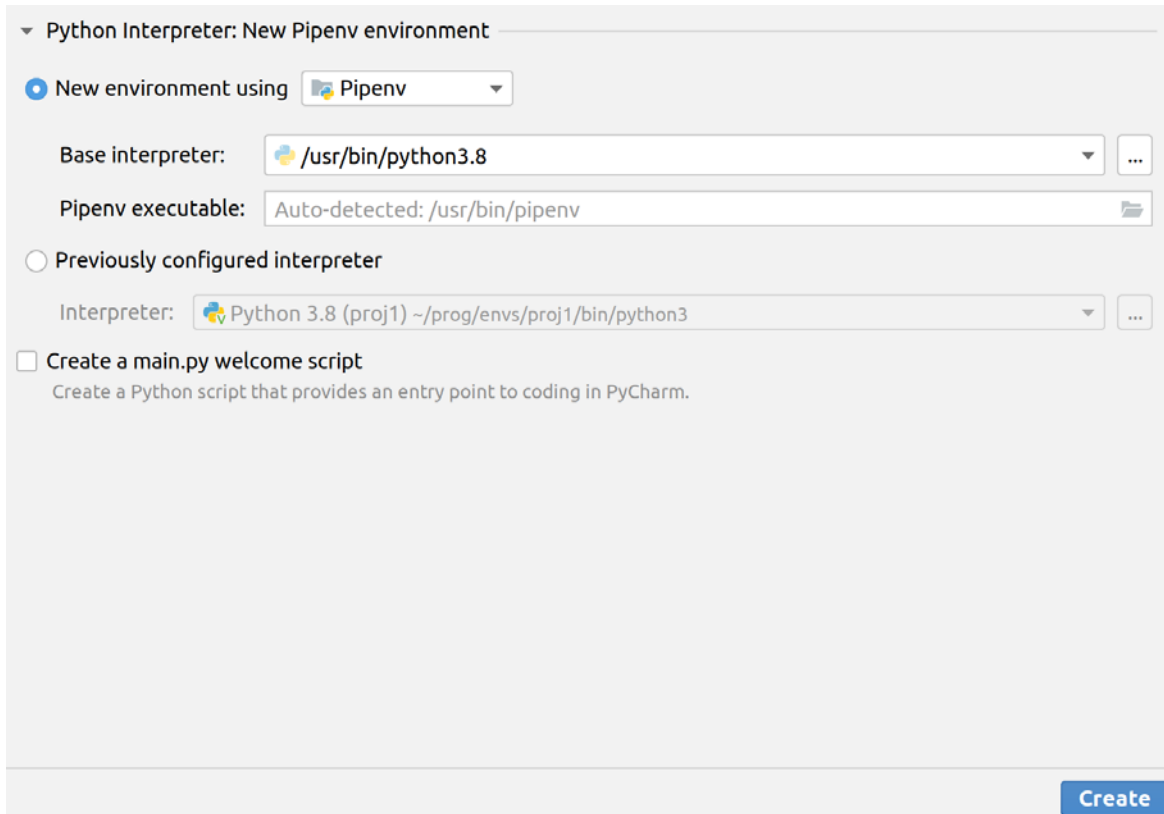 Python Interpreter: New Pipenv environment
New environment using Pipenv
Base interpreter: /usr/bin/python3.8 ...
Pipenv executable: Auto-detected: /usr/bin/pipenv
Previously configured interpreter
Interpreter: Python 3.8 (proj1) ~/prog/envs/proj1/bin/python3 ...
Create a main.py welcome script
Create a Python script that provides an entry point to coding in PyCharm.
Create